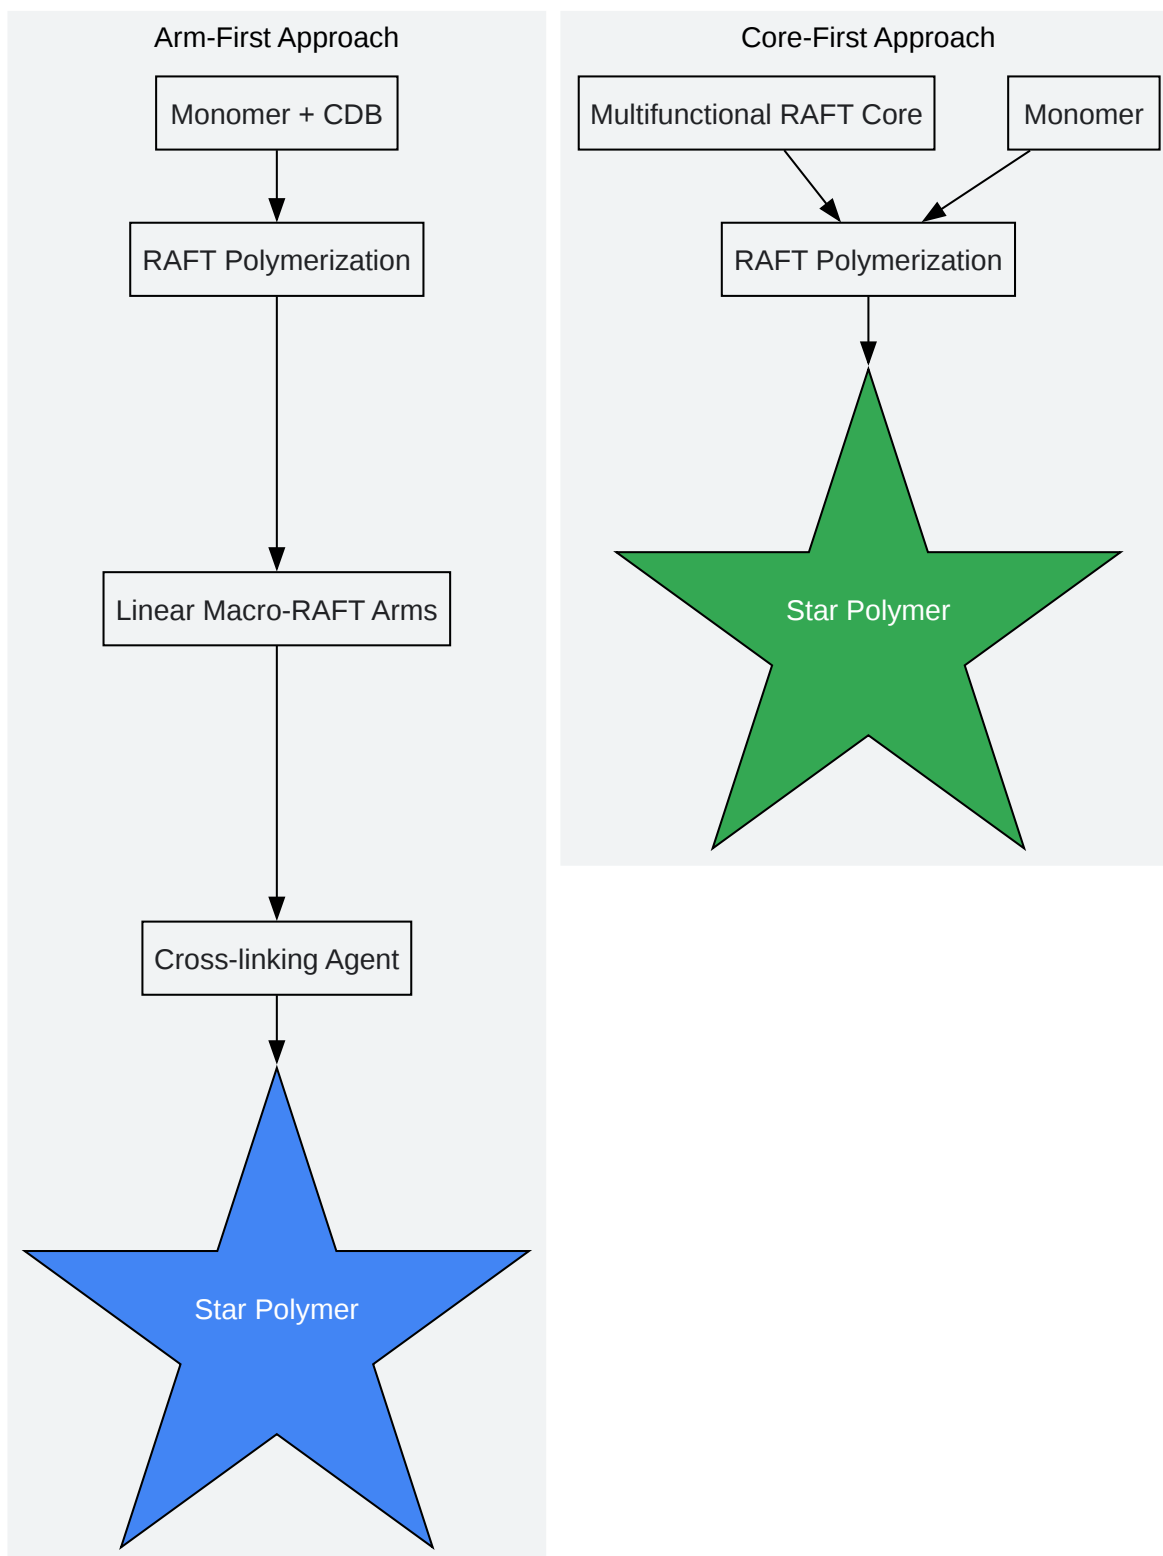 Arm-First Approach
Monomer + CDB
RAFT Polymerization
Linear Macro-RAFT Arms
Cross-linking Agent
Star Polymer
Core-First Approach
Multifunctional RAFT Core
Monomer
RAFT Polymerization
Star Polymer